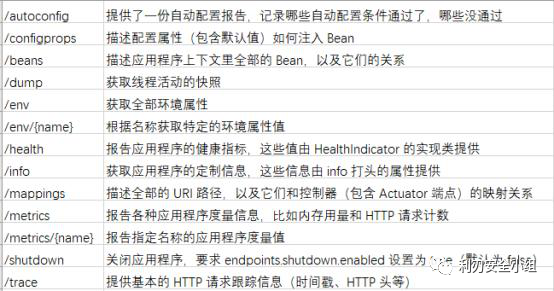 /autoconfig 提供了一份自动配置报告，记录哪些自动配置条件通过了，哪些没通过
/configprops 描述配置属性（包含默认值）如何注入 Bean
/beans 描述应用程序上下文里全部的 Bean，以及它们的关系
/dump 获取线程活动的快照
/env 获取全部环境属性
/env/{name} 根据名称获取特定的环境属性值
/health 报告应用程序的健康指标，这些值由 HealthIndicator 的实现类提供
/info 获取应用程序的定制信息，这些信息由 info 打头的属性提供
/mappings 描述全部的 URI 路径，以及它们和控制器（包含 Actuator 端点）的映射关系
/metrics 报告各种应用程序度量信息，比如内存用量和 HTTP 请求计数
/metrics/{name} 报告指定名称的应用程序度量值
/shutdown 关闭应用程序，要求 endpoints.shutdown.enabled 设置为
/trace 提供基本的 HTTP 请求跟踪信息（时间戳、HTTP 头等）
利刃安全小组